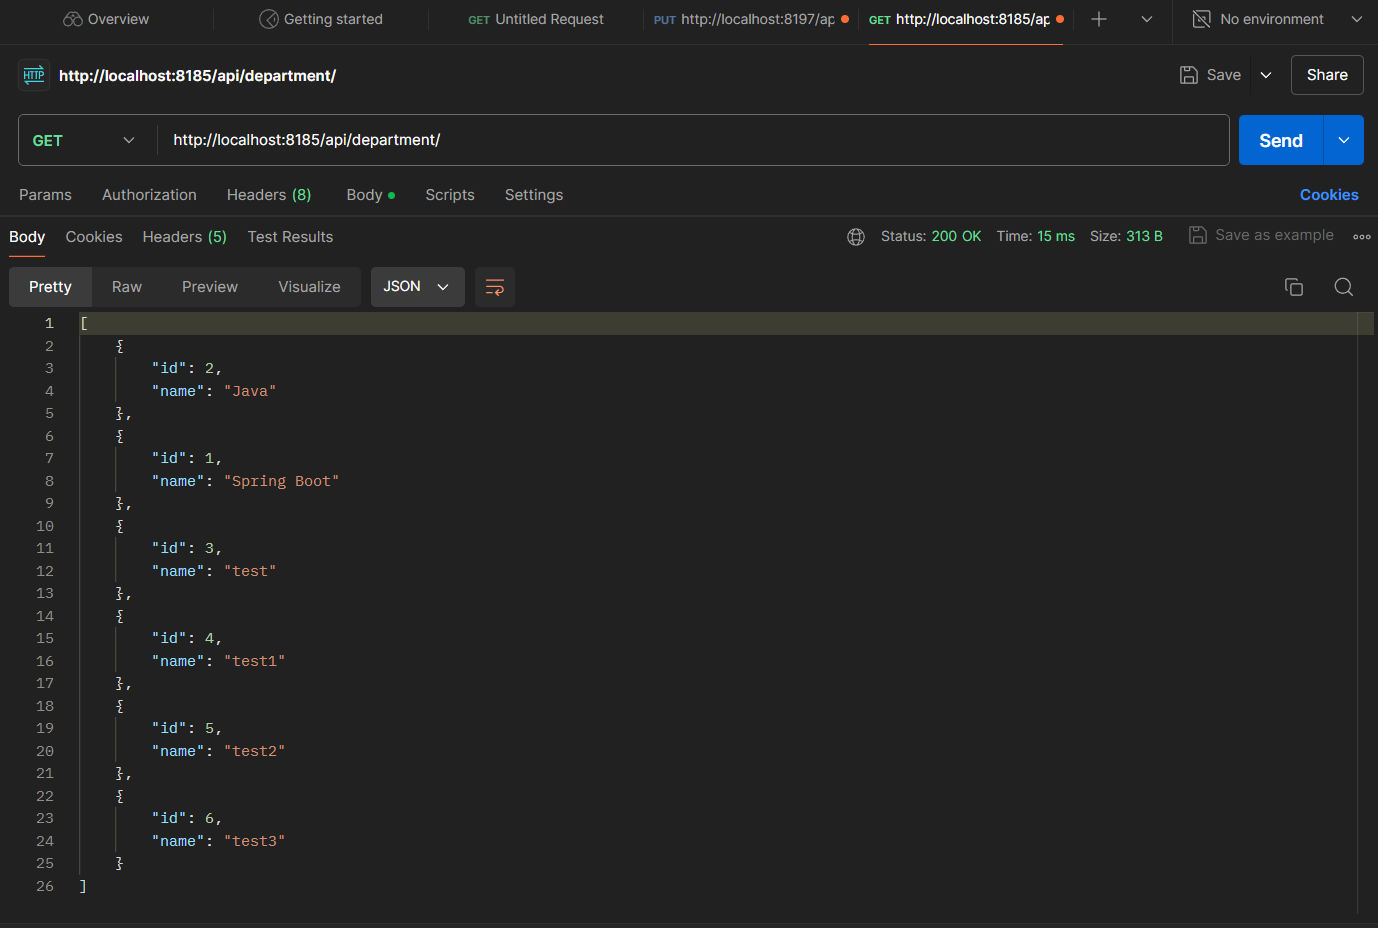 Overview
Getting started
GET Untitled Request
PUT http://localhost:8197/ap
GET http://localhost:8185/ap
No environment
HTTP http://localhost:8185/api/department/
Save
Share
GET
http://localhost:8185/api/department/
Send
Params Authorization Headers (8) Body Scripts Settings
Cookies
Body Cookies Headers (5) Test Results
Status: 200 OK Time: 15 ms Size: 313 B
Save as example
Pretty Raw Preview Visualize JSON
1 [
2 {
3 "id": 2,
4 "name": "Java"
5 },
6 {
7 "id": 1,
8 "name": "Spring Boot"
9 },
10 {
11 "id": 3,
12 "name": "test"
13 },
14 {
15 "id": 4,
16 "name": "test1"
17 },
18 {
19 "id": 5,
20 "name": "test2"
21 },
22 {
23 "id": 6,
24 "name": "test3"
25 }
26 ]